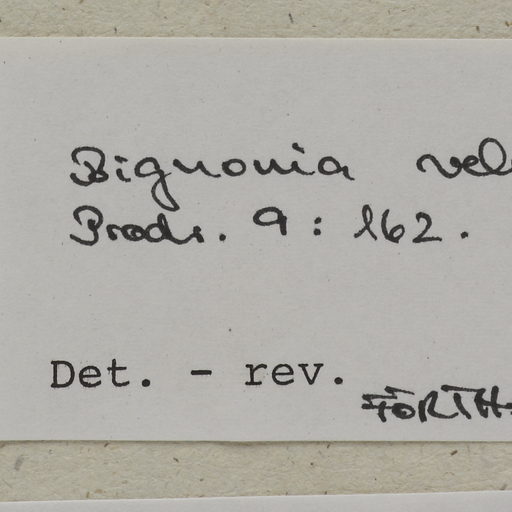 Bignonia vel
Prodr. 9 : 162.
Det. - rev.
FÖRTH